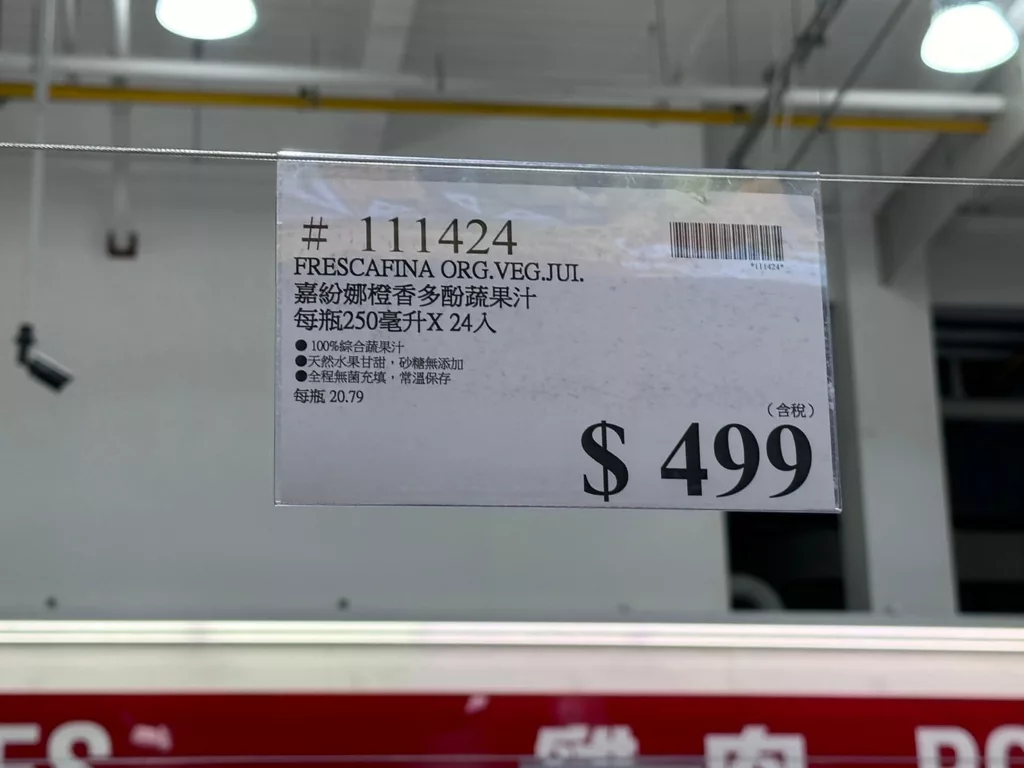 # 111424
*111424*
FRESCAFINA ORG.VEG.JUI.
嘉紛娜橙香多酚蔬果汁
每瓶250毫升X 24入
●100%綜合蔬果汁
●天然水果甘甜，砂糖無添加
●全程無菌充填，常溫保存
每瓶 20.79
（含稅）
$ 499